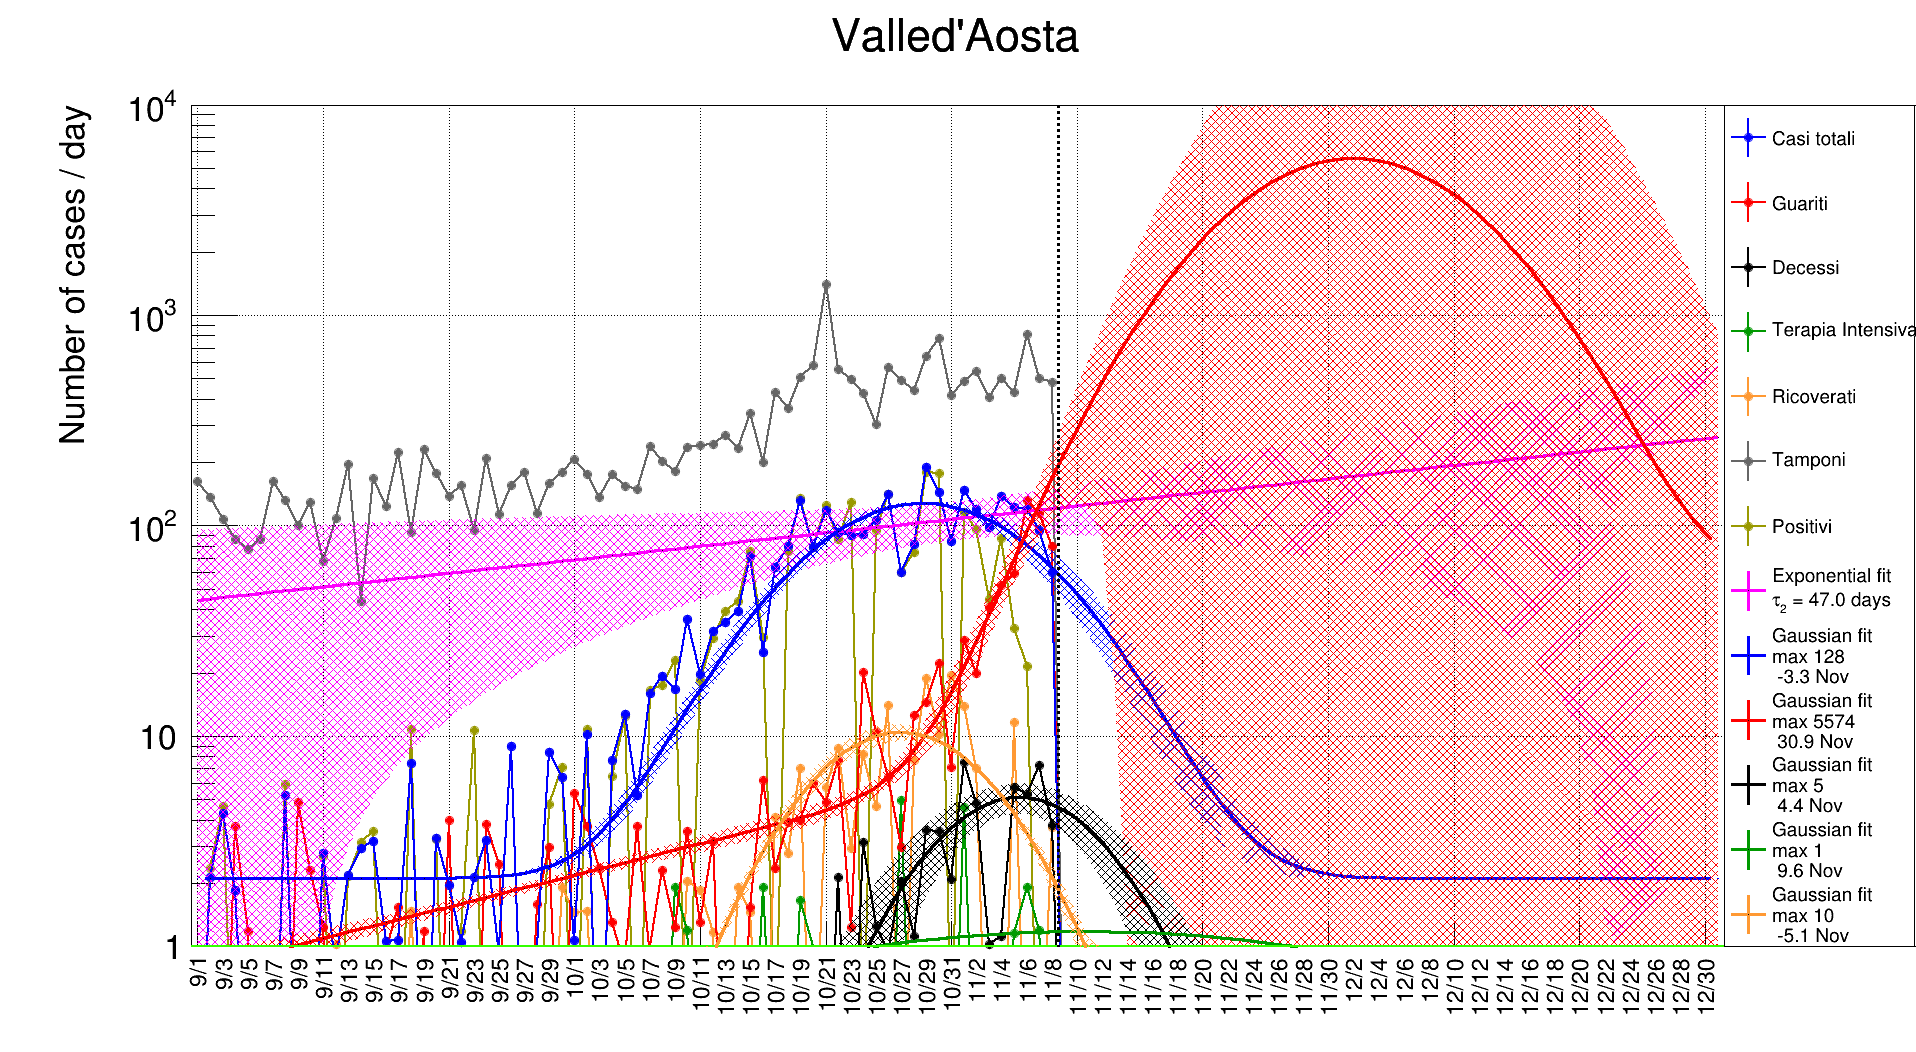 Valled'Aosta
Number of cases / day
10^4
10^3
10^2
10
1
9/1 9/3 9/5 9/7 9/9 9/11 9/13 9/15 9/17 9/19 9/21 9/23 9/25 9/27 9/29 10/1 10/3 10/5 10/7 10/9 10/11 10/13 10/15 10/17 10/19 10/21 10/23 10/25 10/27 10/29 10/31 11/2 11/4 11/6 11/8 11/10 11/12 11/14 11/16 11/18 11/20 11/22 11/24 11/26 11/28 11/30 12/2 12/4 12/6 12/8 12/10 12/12 12/14 12/16 12/18 12/20 12/22 12/24 12/26 12/28 12/30
Casi totali
Guariti
Decessi
Terapia Intensiva
Ricoverati
Tamponi
Positivi
Exponential fit
τ2 = 47.0 days
Gaussian fit
max 128
-3.3 Nov
Gaussian fit
max 5574
30.9 Nov
Gaussian fit
max 5
4.4 Nov
Gaussian fit
max 1
9.6 Nov
Gaussian fit
max 10
-5.1 Nov